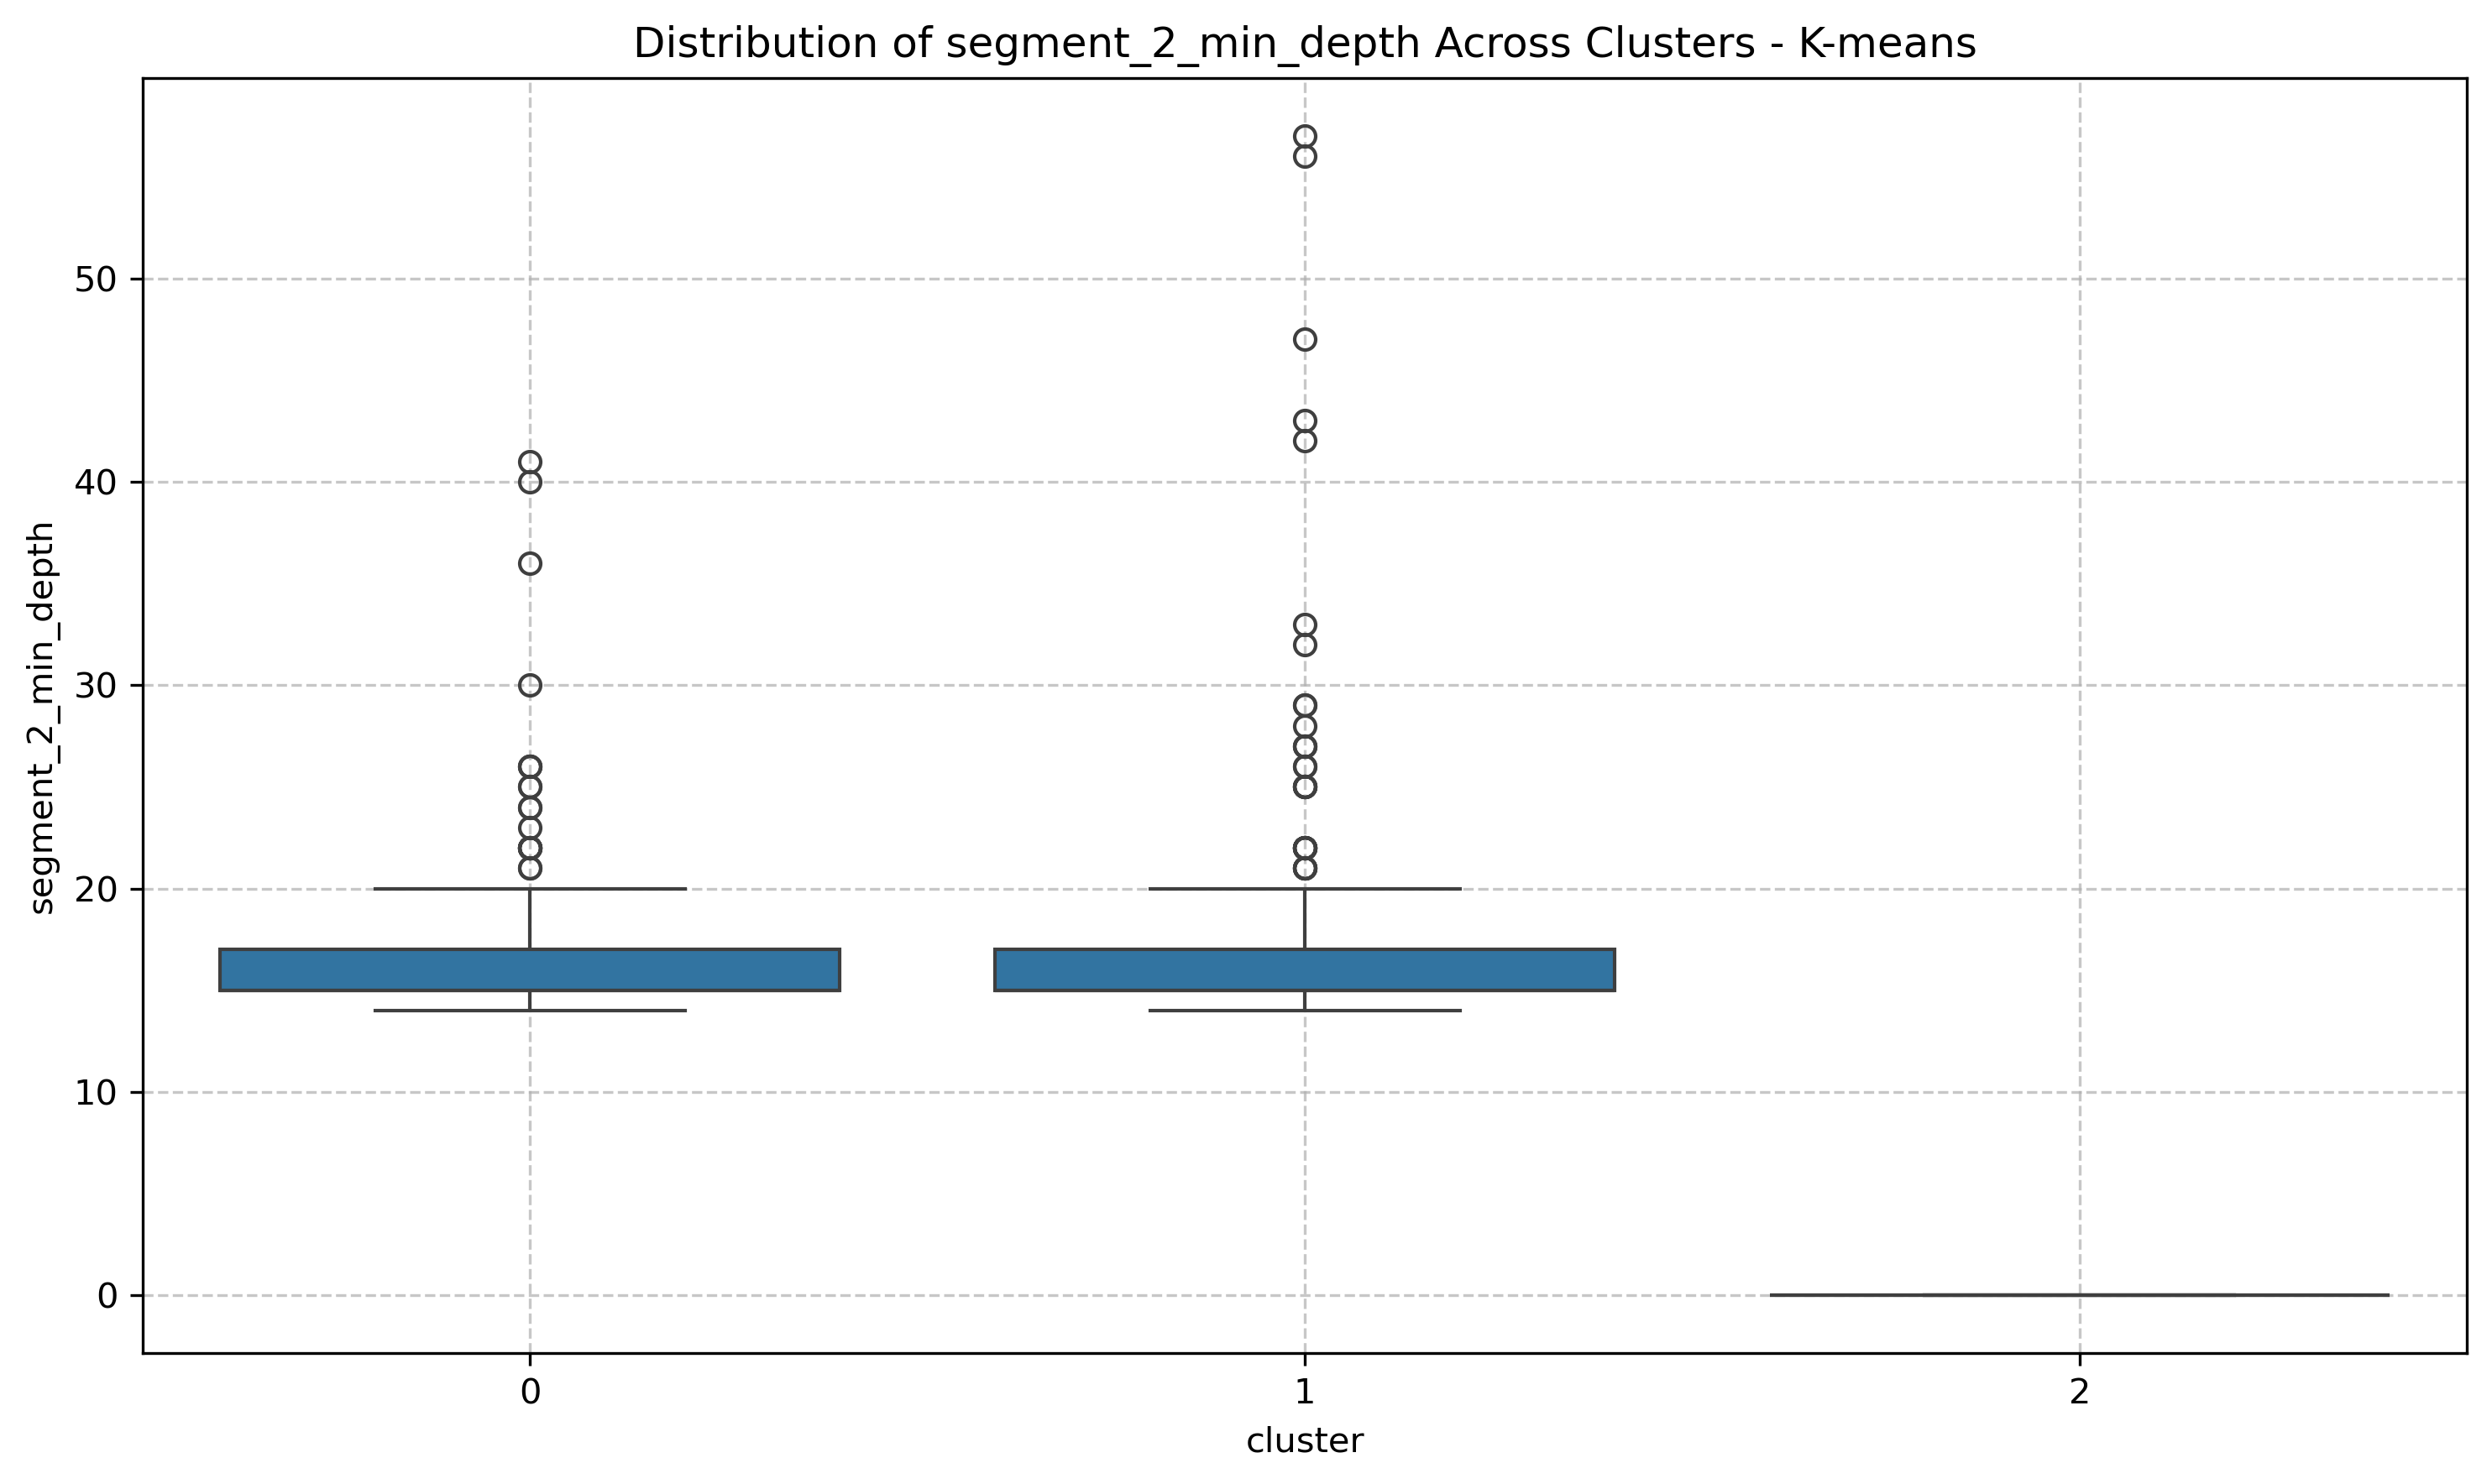 Distribution of segment_2_min_depth Across Clusters - K-means
segment_2_min_depth
50
40
30
20
10
0
0 1 2
cluster